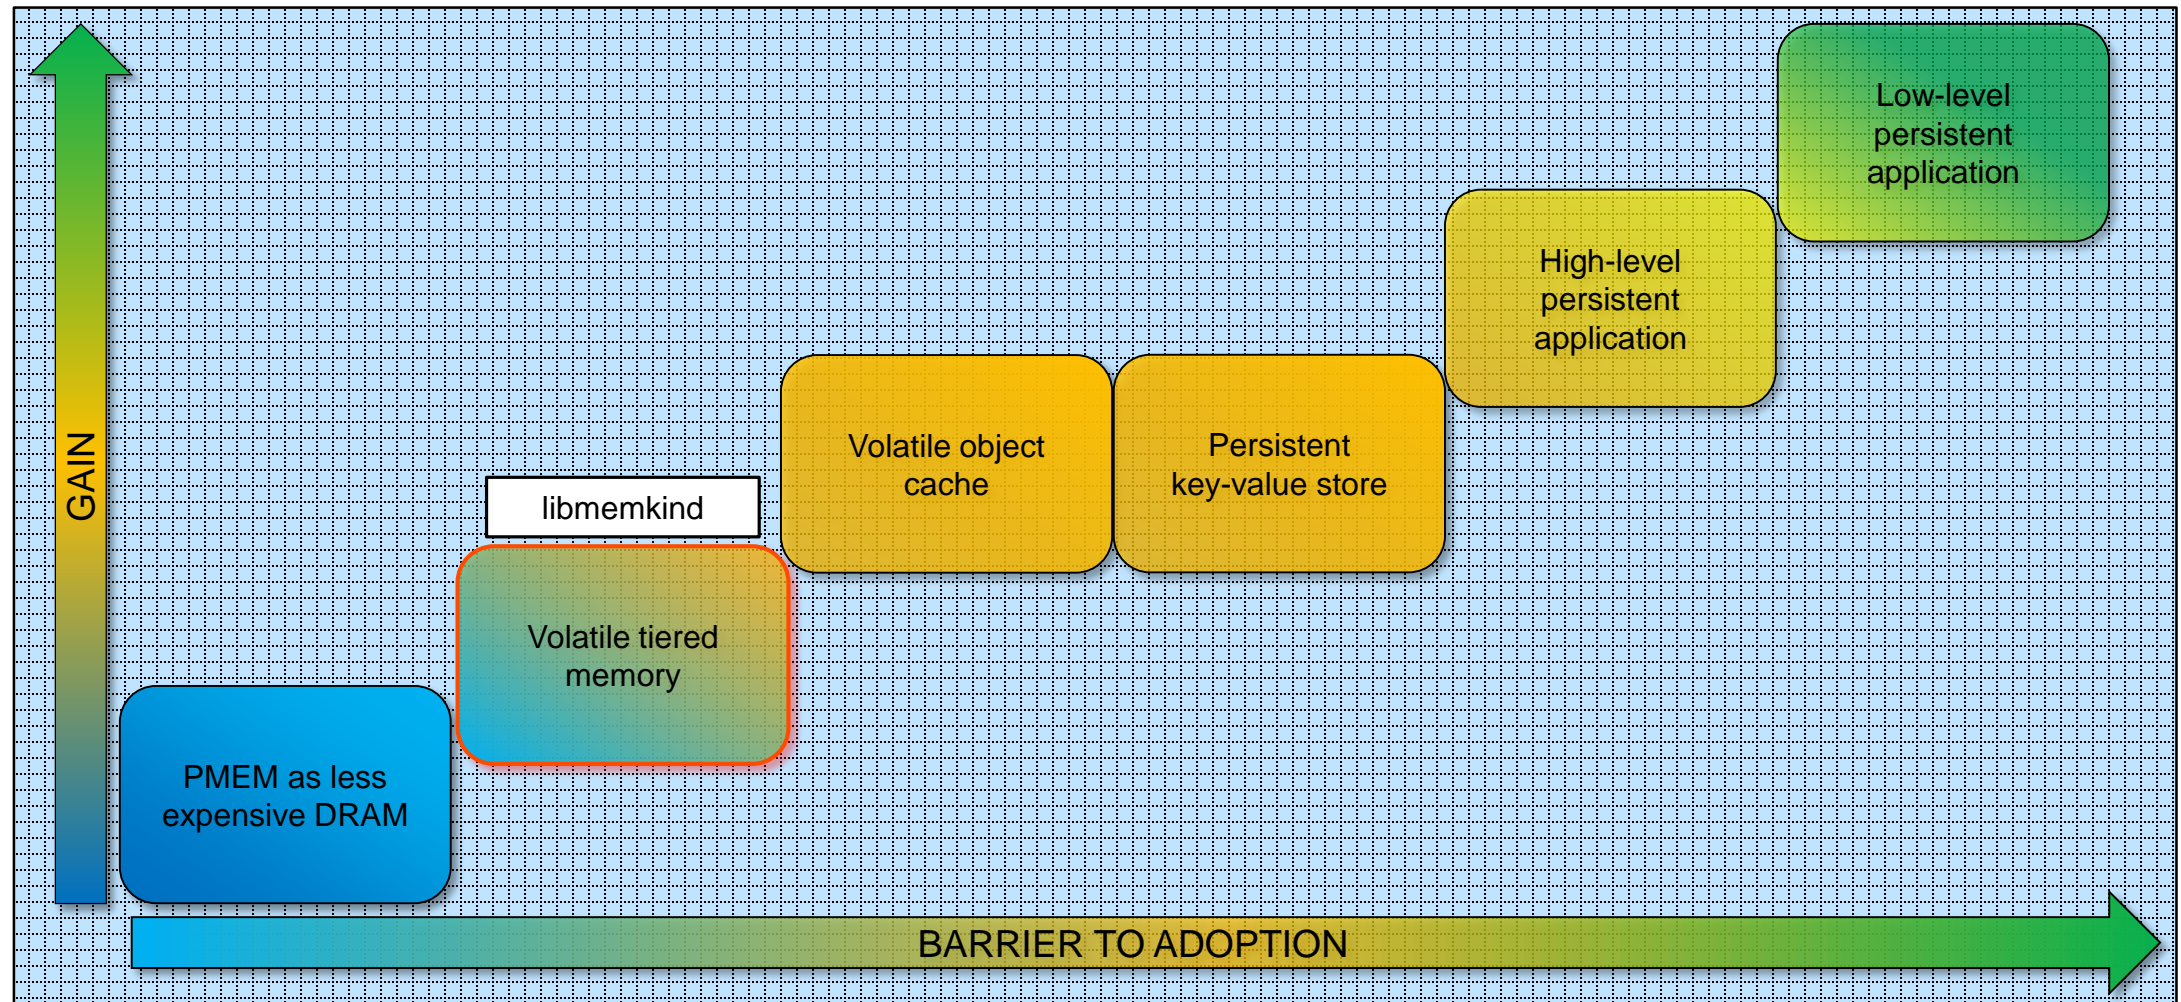 GAIN
PMEM as less
expensive DRAM
libmemkind
Volatile tiered
memory
Volatile object
cache
Persistent
key-value store
High-level
persistent
application
Low-level
persistent
application
BARRIER TO ADOPTION